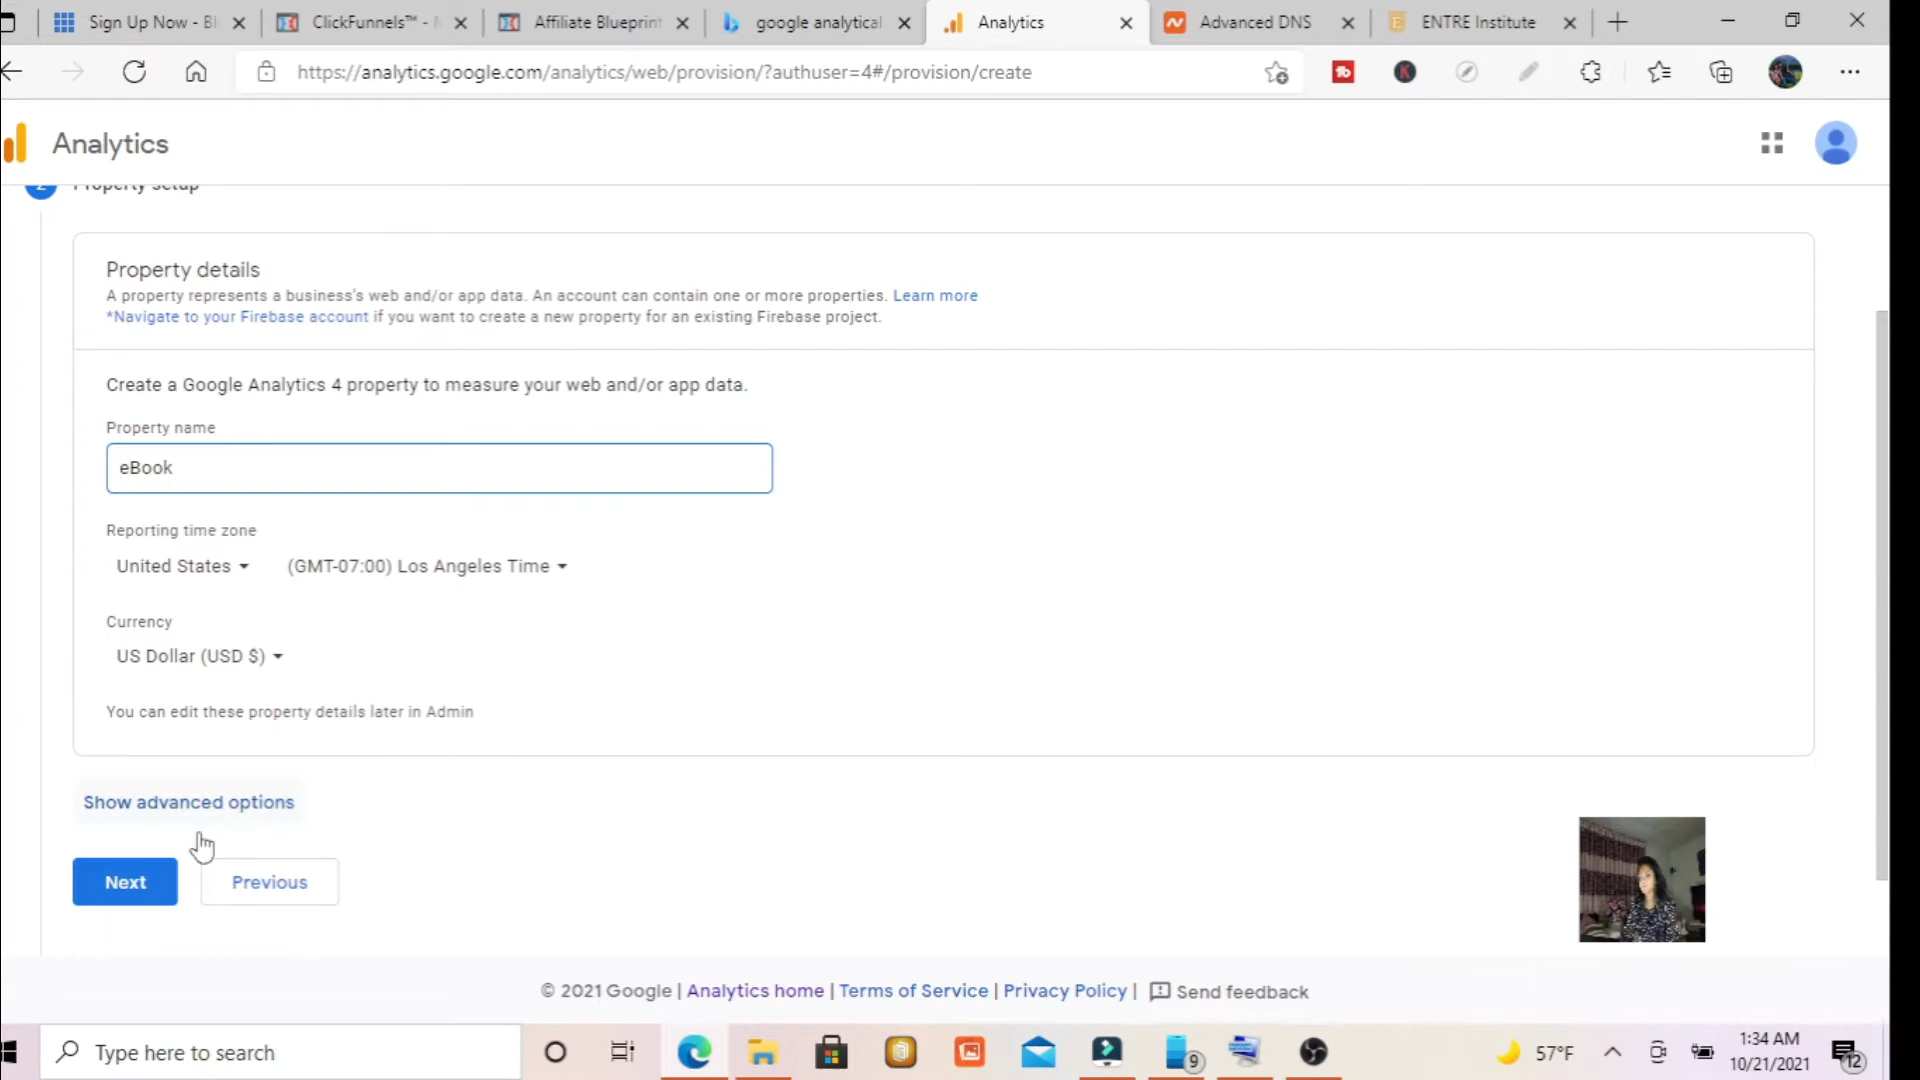 Sign Up Now - Bl
ClickFunnels™ -
Affiliate Blueprint
google analytical
Analytics
Advanced DNS
ENTRE Institute
https://analytics.google.com/analytics/web/provision/?authuser=4#/provision/create
Analytics
2 Property setup
Property details
A property represents a business's web and/or app data. An account can contain one or more properties. Learn more
*Navigate to your Firebase account if you want to create a new property for an existing Firebase project.
Create a Google Analytics 4 property to measure your web and/or app data.
Property name
eBook
Reporting time zone
United States (GMT-07:00) Los Angeles Time
Currency
US Dollar (USD $)
You can edit these property details later in Admin
Show advanced options
Next Previous
© 2021 Google | Analytics home | Terms of Service | Privacy Policy | Send feedback
Type here to search
9
57°F
1:34 AM
10/21/2021
12